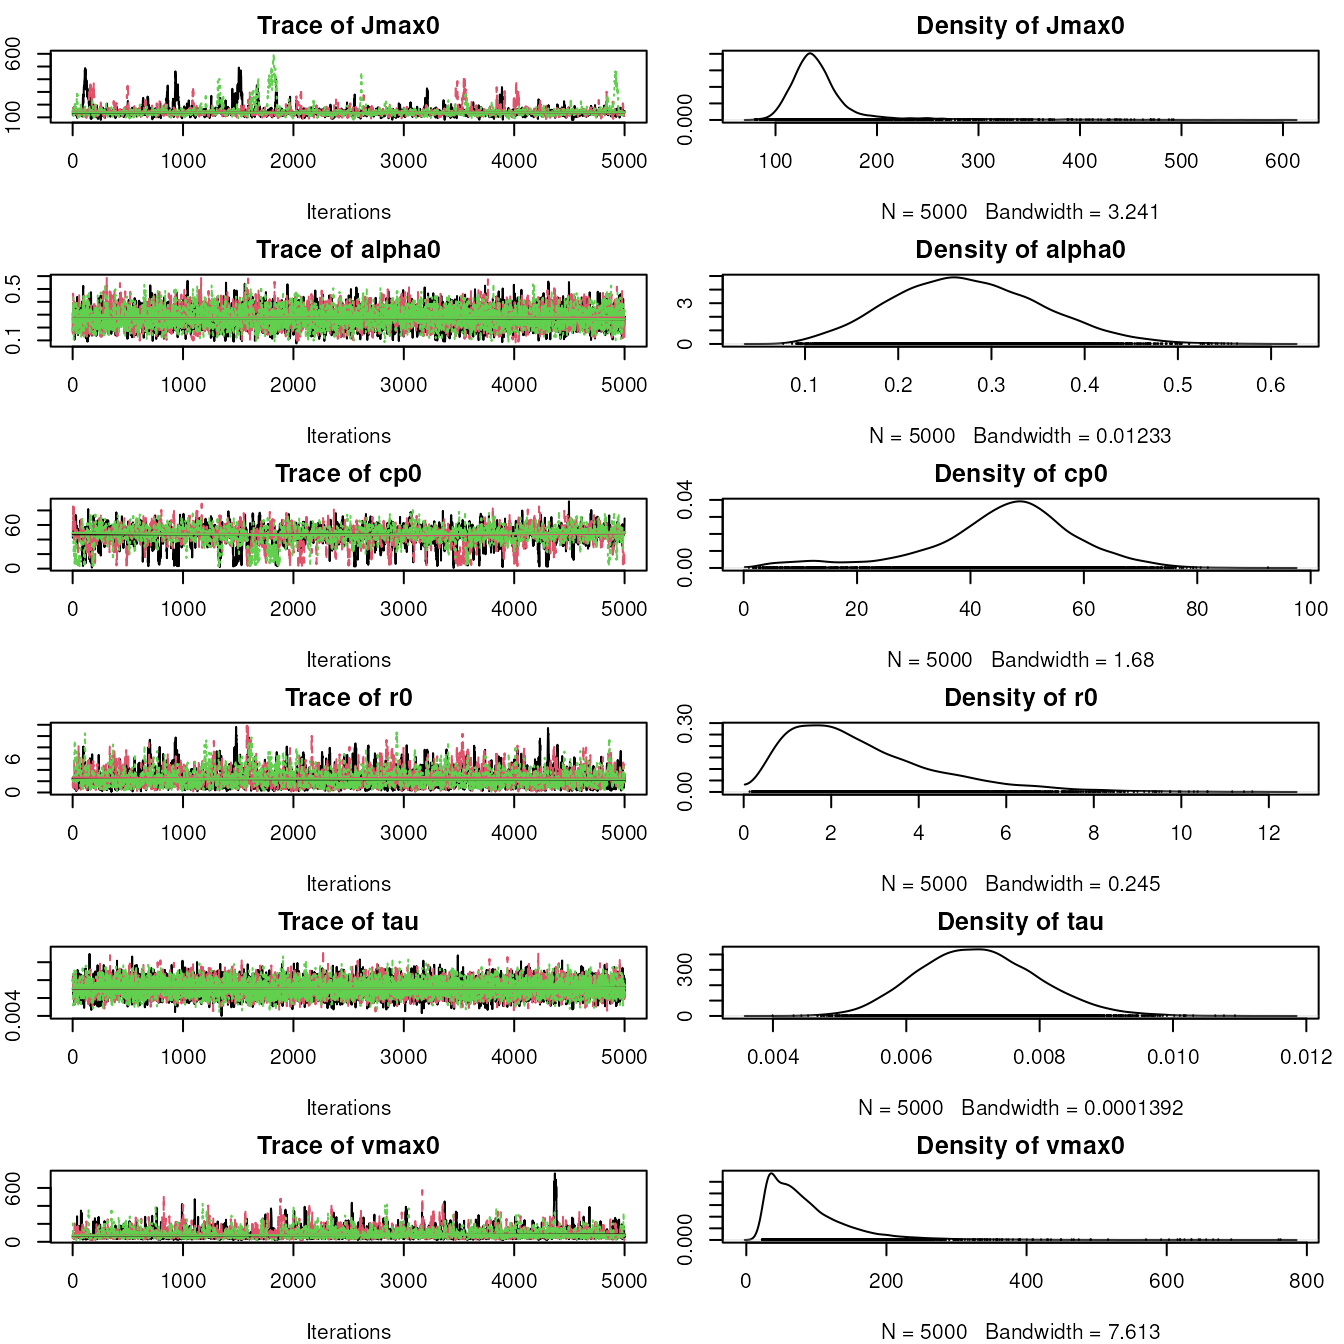 Trace of Jmax0
Density of Jmax0
100 600
0.000
0 1000 2000 3000 4000 5000
100 200 300 400 500 600
Iterations
N = 5000 Bandwidth = 3.241
Trace of alpha0
Density of alpha0
0.1 0.5
0 3
0 1000 2000 3000 4000 5000
0.1 0.2 0.3 0.4 0.5 0.6
Iterations
N = 5000 Bandwidth = 0.01233
Trace of cp0
Density of cp0
0 60
0.00 0.04
0 1000 2000 3000 4000 5000
0 20 40 60 80 100
Iterations
N = 5000 Bandwidth = 1.68
Trace of r0
Density of r0
0 6
0.00 0.30
0 1000 2000 3000 4000 5000
0 2 4 6 8 10 12
Iterations
N = 5000 Bandwidth = 0.245
Trace of tau
Density of tau
0.004
0 300
0 1000 2000 3000 4000 5000
0.004 0.006 0.008 0.010 0.012
Iterations
N = 5000 Bandwidth = 0.0001392
Trace of vmax0
Density of vmax0
0 600
0.000
0 1000 2000 3000 4000 5000
0 200 400 600 800
Iterations
N = 5000 Bandwidth = 7.613